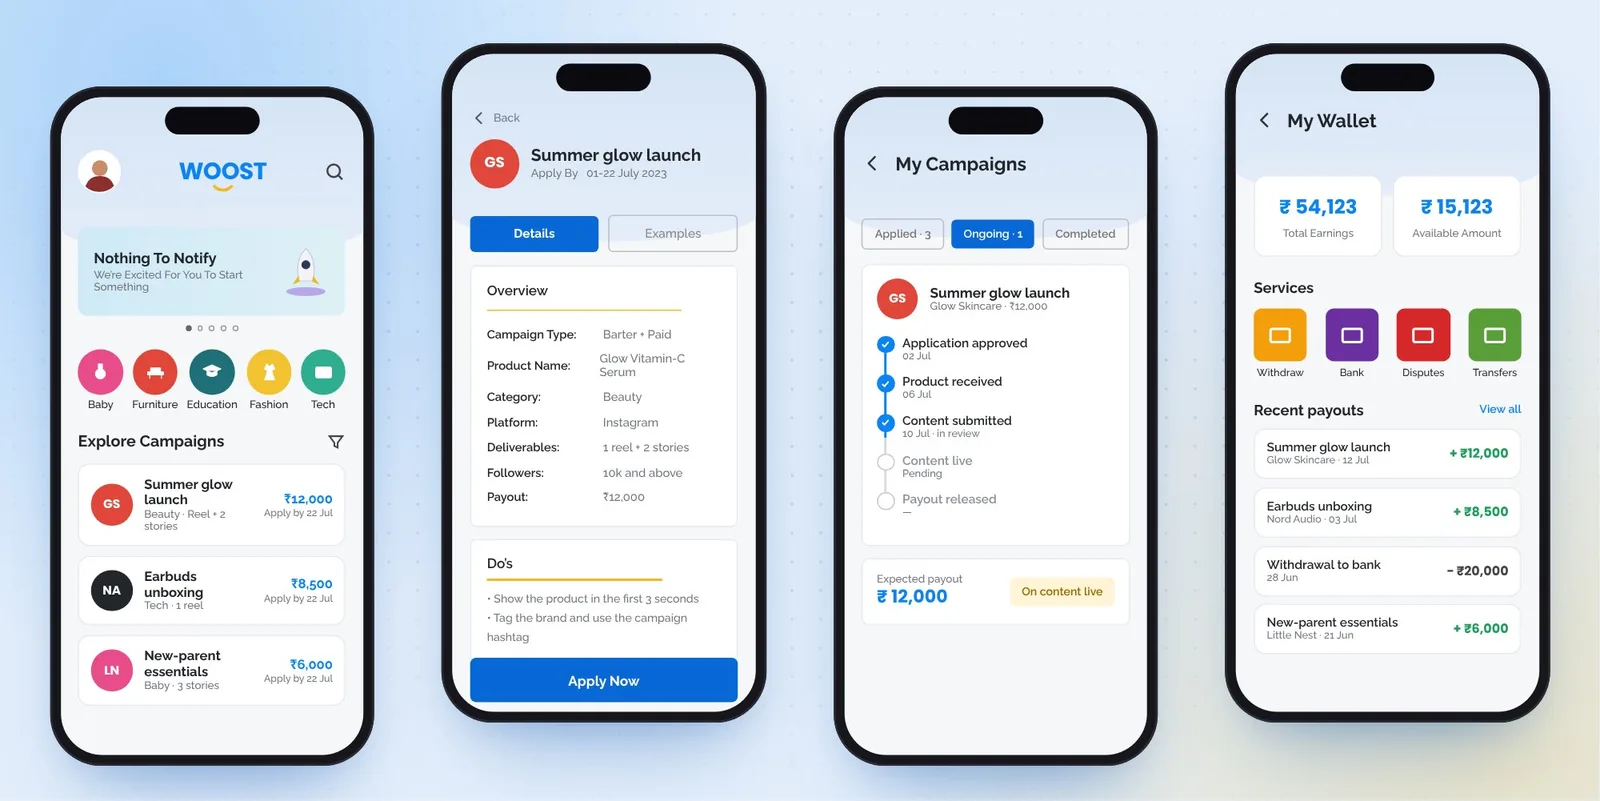 WOOST
Nothing To Notify
We're Excited For You To Start
Something
Baby
Furniture
Education
Fashion
Tech
Explore Campaigns
GS
Summer glow
launch
Beauty · Reel + 2
stories
₹12,000
Apply by 22 Jul
NA
Earbuds
unboxing
Tech · 1 reel
₹8,500
Apply by 22 Jul
LN
New-parent
essentials
Baby · 3 stories
₹6,000
Apply by 22 Jul
Back
GS
Summer glow launch
Apply By 01-22 July 2023
Details
Examples
Overview
Campaign Type: Barter + Paid
Product Name: Glow Vitamin-C
Serum
Category: Beauty
Platform: Instagram
Deliverables: 1 reel + 2 stories
Followers: 10k and above
Payout: ₹12,000
Do's
• Show the product in the first 3 seconds
• Tag the brand and use the campaign
hashtag
Apply Now
My Campaigns
Applied · 3
Ongoing · 1
Completed
GS
Summer glow launch
Glow Skincare · ₹12,000
Application approved
02 Jul
Product received
06 Jul
Content submitted
10 Jul · in review
Content live
Pending
Payout released
—
Expected payout
₹ 12,000
On content live
My Wallet
₹ 54,123
Total Earnings
₹ 15,123
Available Amount
Services
Withdraw
Bank
Disputes
Transfers
Recent payouts
View all
Summer glow launch
Glow Skincare · 12 Jul
+ ₹12,000
Earbuds unboxing
Nord Audio · 03 Jul
+ ₹8,500
Withdrawal to bank
28 Jun
− ₹20,000
New-parent essentials
Little Nest · 21 Jun
+ ₹6,000